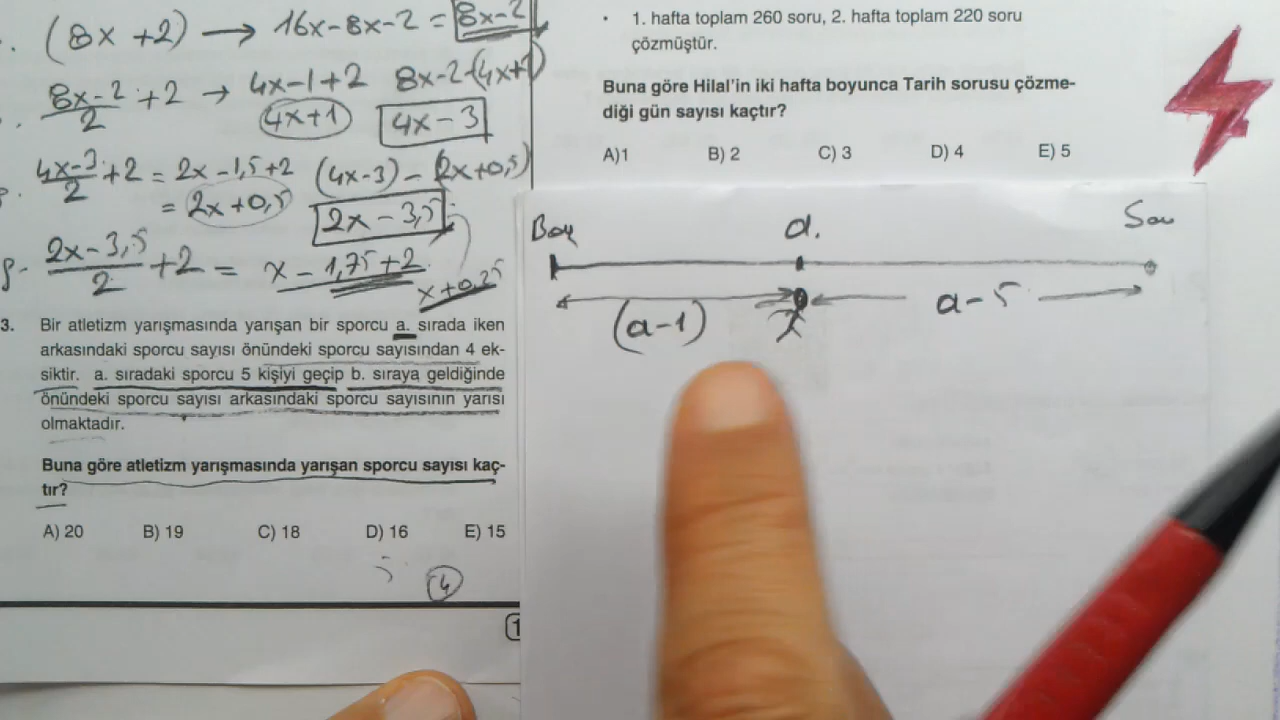 (8x +2) → 16x-8x-2 = 8x-2
8x-2/2 +2 → 4x-1+2 8x-2-(4x+1)
4x+1 4x-3
4x-3/2 +2 = 2x-1,5+2 (4x-3) - (2x+0,5)
= 2x+0,5 2x-3,5
2x-3,5/2 +2 = x-1,75+2
x+0,25
3. Bir atletizm yarışmasında yarışan bir sporcu a. sırada iken
arkasındaki sporcu sayısı önündeki sporcu sayısından 4 ek-
siktir. a. sıradaki sporcu 5 kişiyi geçip b. sıraya geldiğinde
önündeki sporcu sayısı arkasındaki sporcu sayısının yarısı
olmaktadır.
Buna göre atletizm yarışmasında yarışan sporcu sayısı kaç-
tır?
A) 20 B) 19 C) 18 D) 16 E) 15
4
1
• 1. hafta toplam 260 soru, 2. hafta toplam 220 soru
çözmüştür.
Buna göre Hilal'in iki hafta boyunca Tarih sorusu çözme-
diği gün sayısı kaçtır?
A)1 B) 2 C) 3 D) 4 E) 5
a. Son
(a-1) a-5